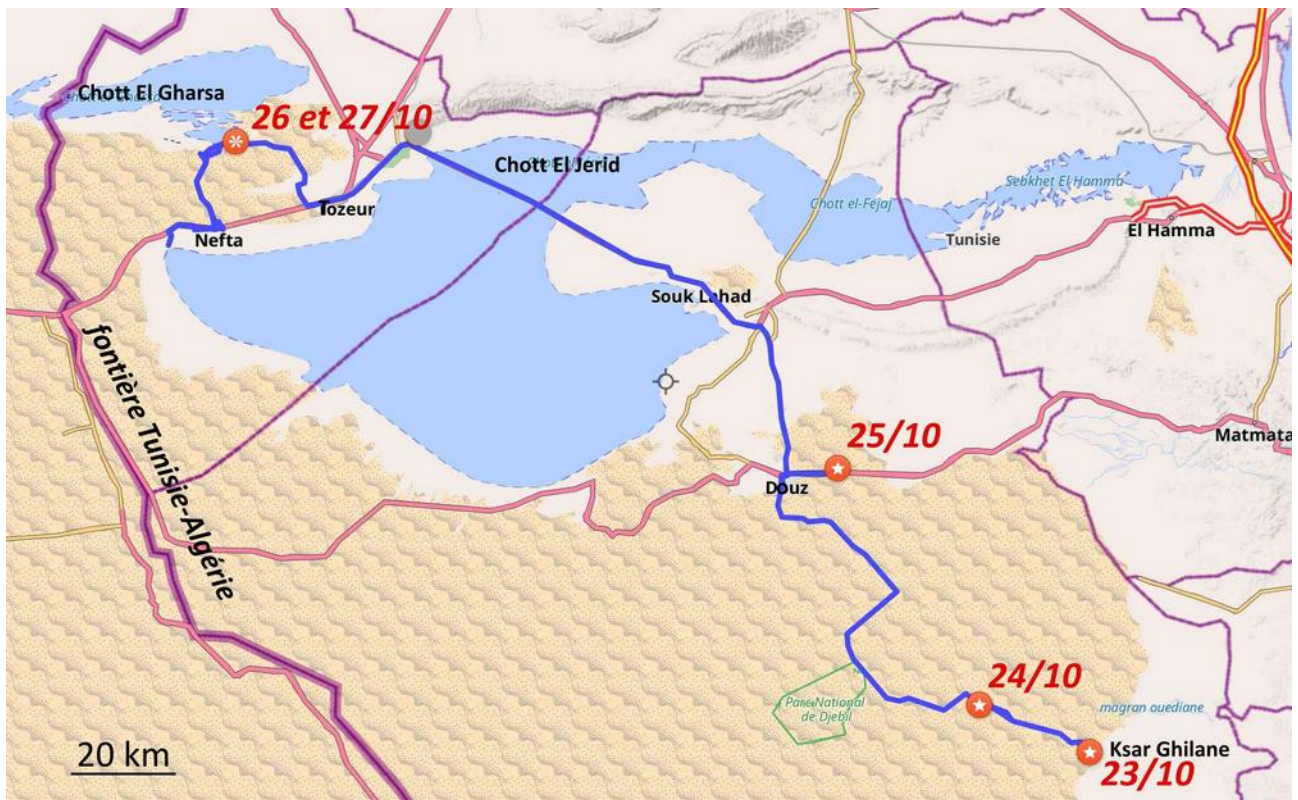 Chott El Gharsa
26 et 27/10
Chott El Jerid
Sebkhet El Hamma
Chott el-Féjaj
Tozeur
El Hamma
Nefta
Tunisie
Souk Lahad
fontière Tunisie-Algérie
25/10
Matmata
Douz
24/10
Parc National
de Djebil
magran ouediane
20 km
Ksar Ghilane
23/10